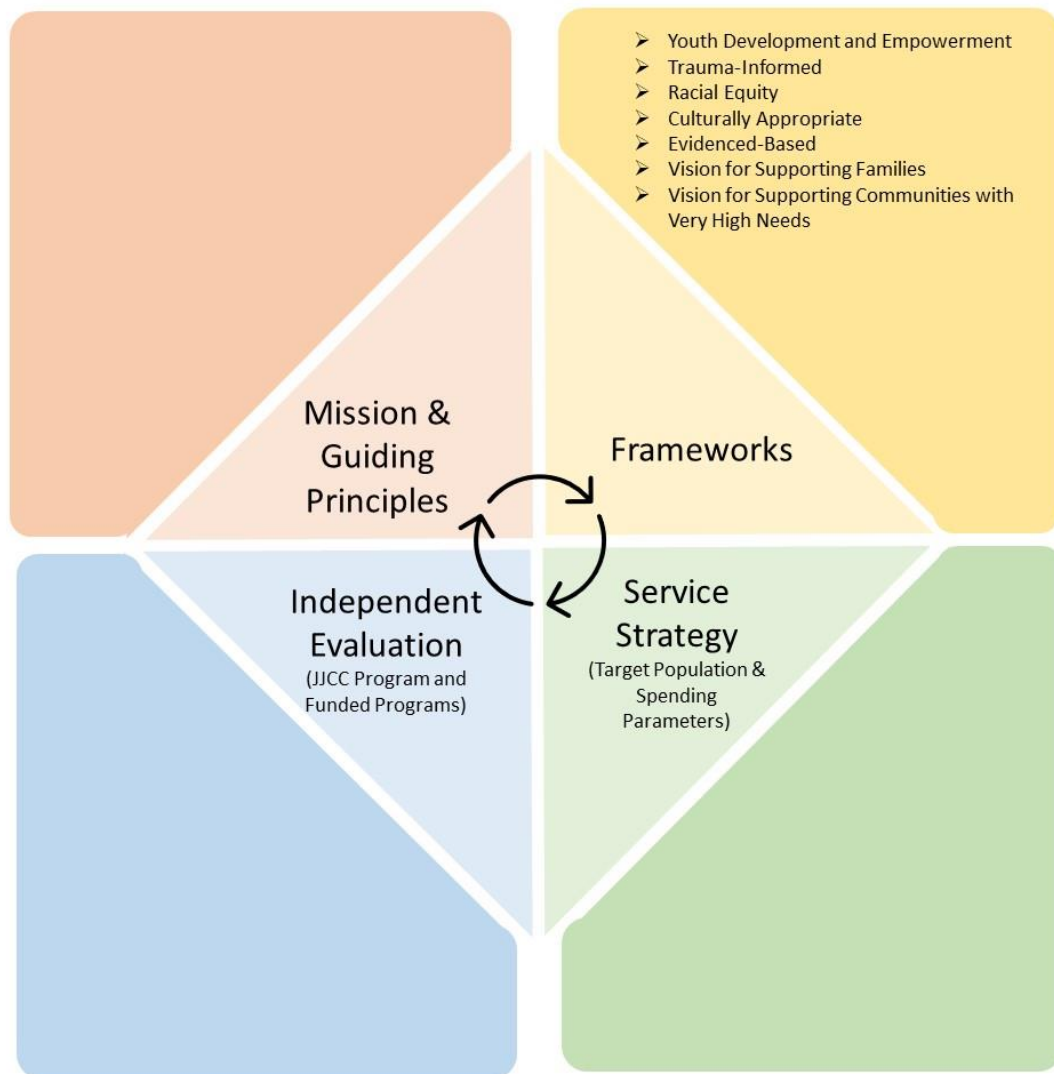 ➢ Youth Development and Empowerment
➢ Trauma-Informed
➢ Racial Equity
➢ Culturally Appropriate
➢ Evidenced-Based
➢ Vision for Supporting Families
➢ Vision for Supporting Communities with
Very High Needs
Mission &
Guiding
Principles
Frameworks
Independent
Evaluation
(JJCC Program and
Funded Programs)
Service
Strategy
(Target Population &
Spending
Parameters)